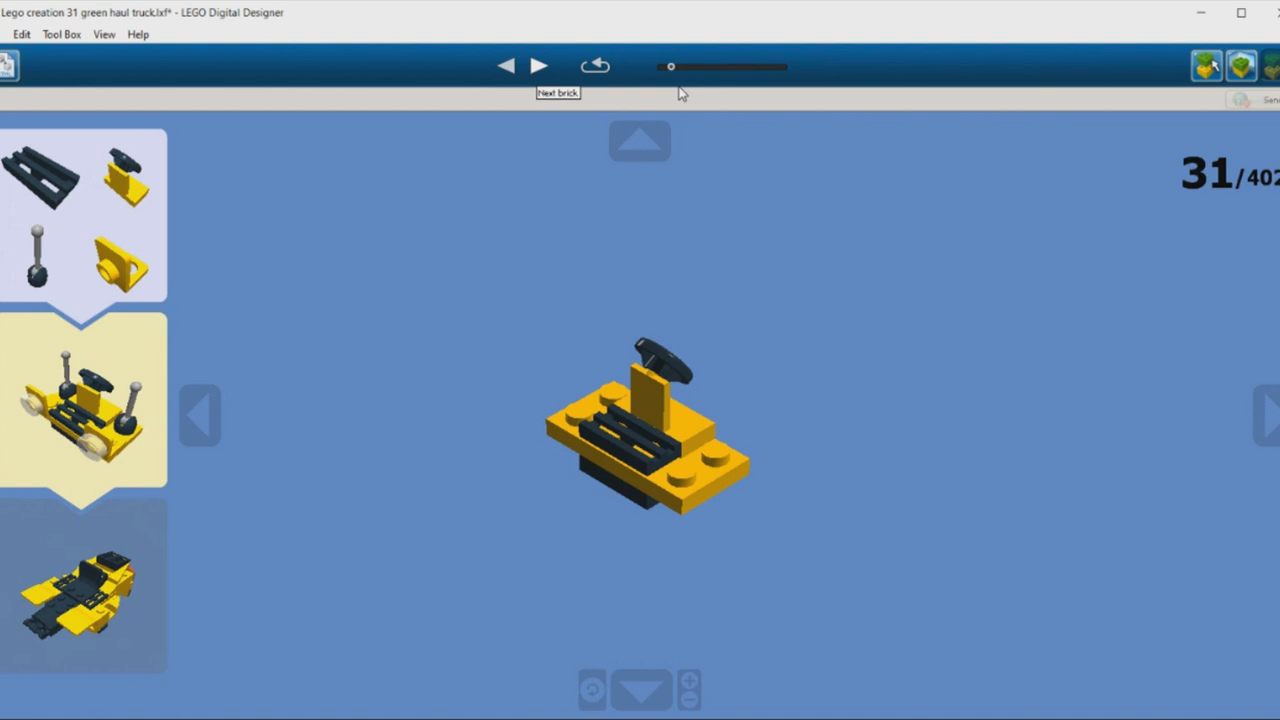 Lego creation 31 green haul truck.lxf* - LEGO Digital Designer
Edit Tool Box View Help
Next brick
31/402